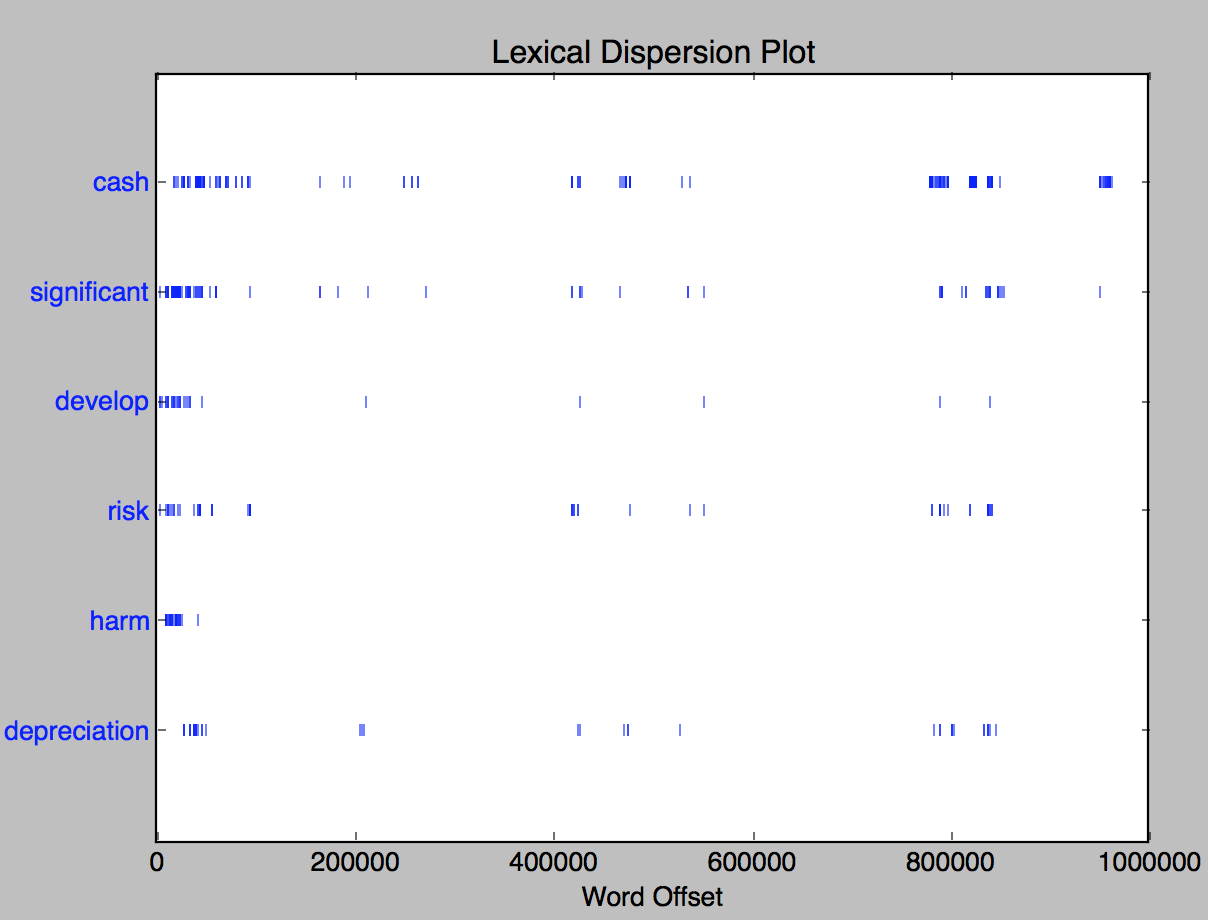 Lexical Dispersion Plot
cash
significant
develop
risk
harm
depreciation
0 200000 400000 600000 800000 1000000
Word Offset